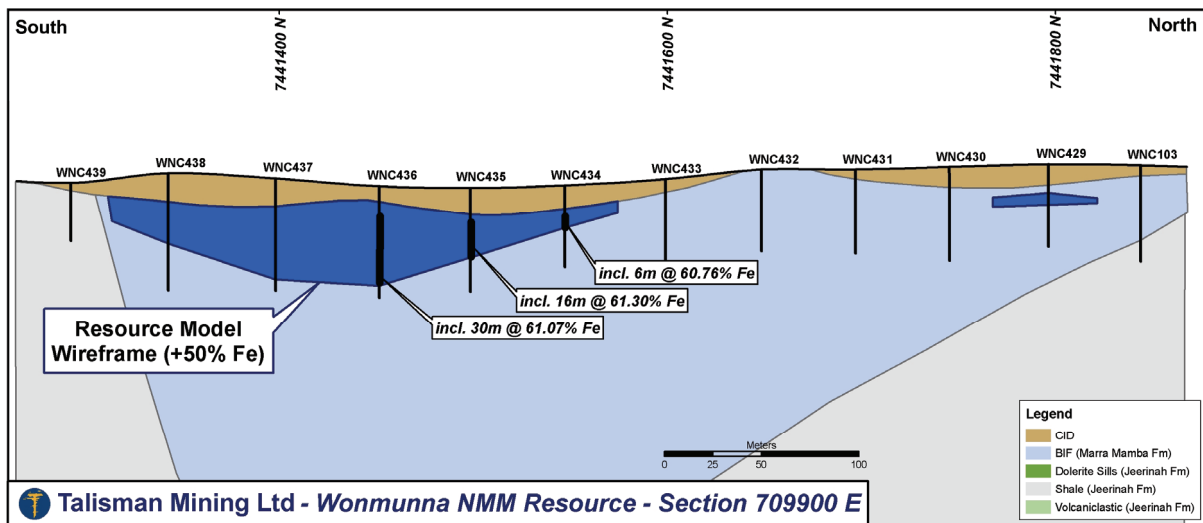 South
North
7441400 N
7441600 N
7441800 N
WNC439
WNC438
WNC437
WNC436
WNC435
WNC434
WNC433
WNC432
WNC431
WNC430
WNC429
WNC103
incl. 6m @ 60.76% Fe
incl. 16m @ 61.30% Fe
incl. 30m @ 61.07% Fe
Resource Model
Wireframe (+50% Fe)
Meters
0 25 50 100
Legend
CID
BIF (Marra Mamba Fm)
Dolerite Sills (Jeerinah Fm)
Shale (Jeerinah Fm)
Volcaniclastic (Jeerinah Fm)
Talisman Mining Ltd - Wonmunna NMM Resource - Section 709900 E